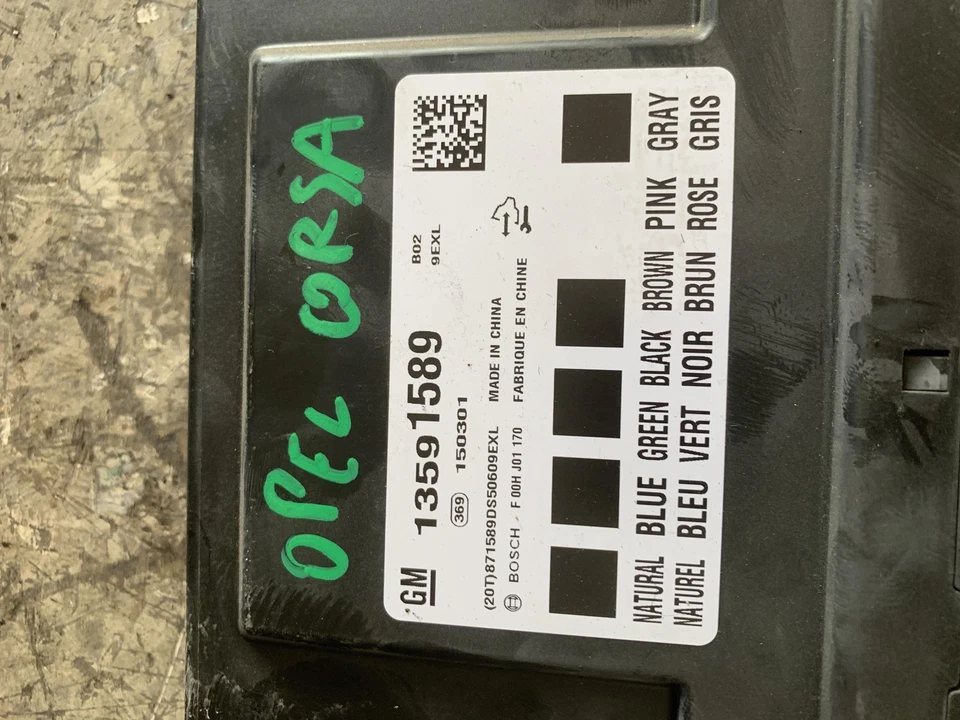 OPEL CORSA
GM 13591589 B02
369 150301 9EXL
(20T)871589DS50609EXL MADE IN CHINA
BOSCH F 00H J01 170 FABRIQUE EN CHINE
NATURAL BLUE GREEN BLACK BROWN PINK GRAY
NATUREL BLEU VERT NOIR BRUN ROSE GRIS